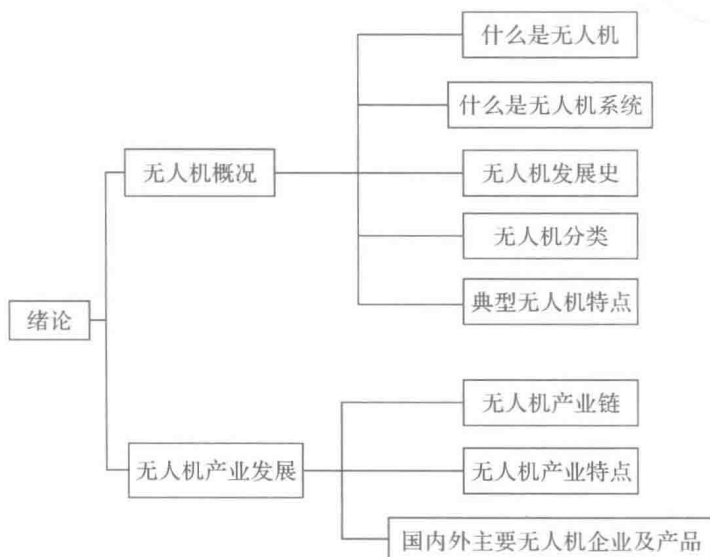 什么是无人机
什么是无人机系统
无人机概况
无人机发展史
无人机分类
绪论
典型无人机特点
无人机产业链
无人机产业发展
无人机产业特点
国内外主要无人机企业及产品